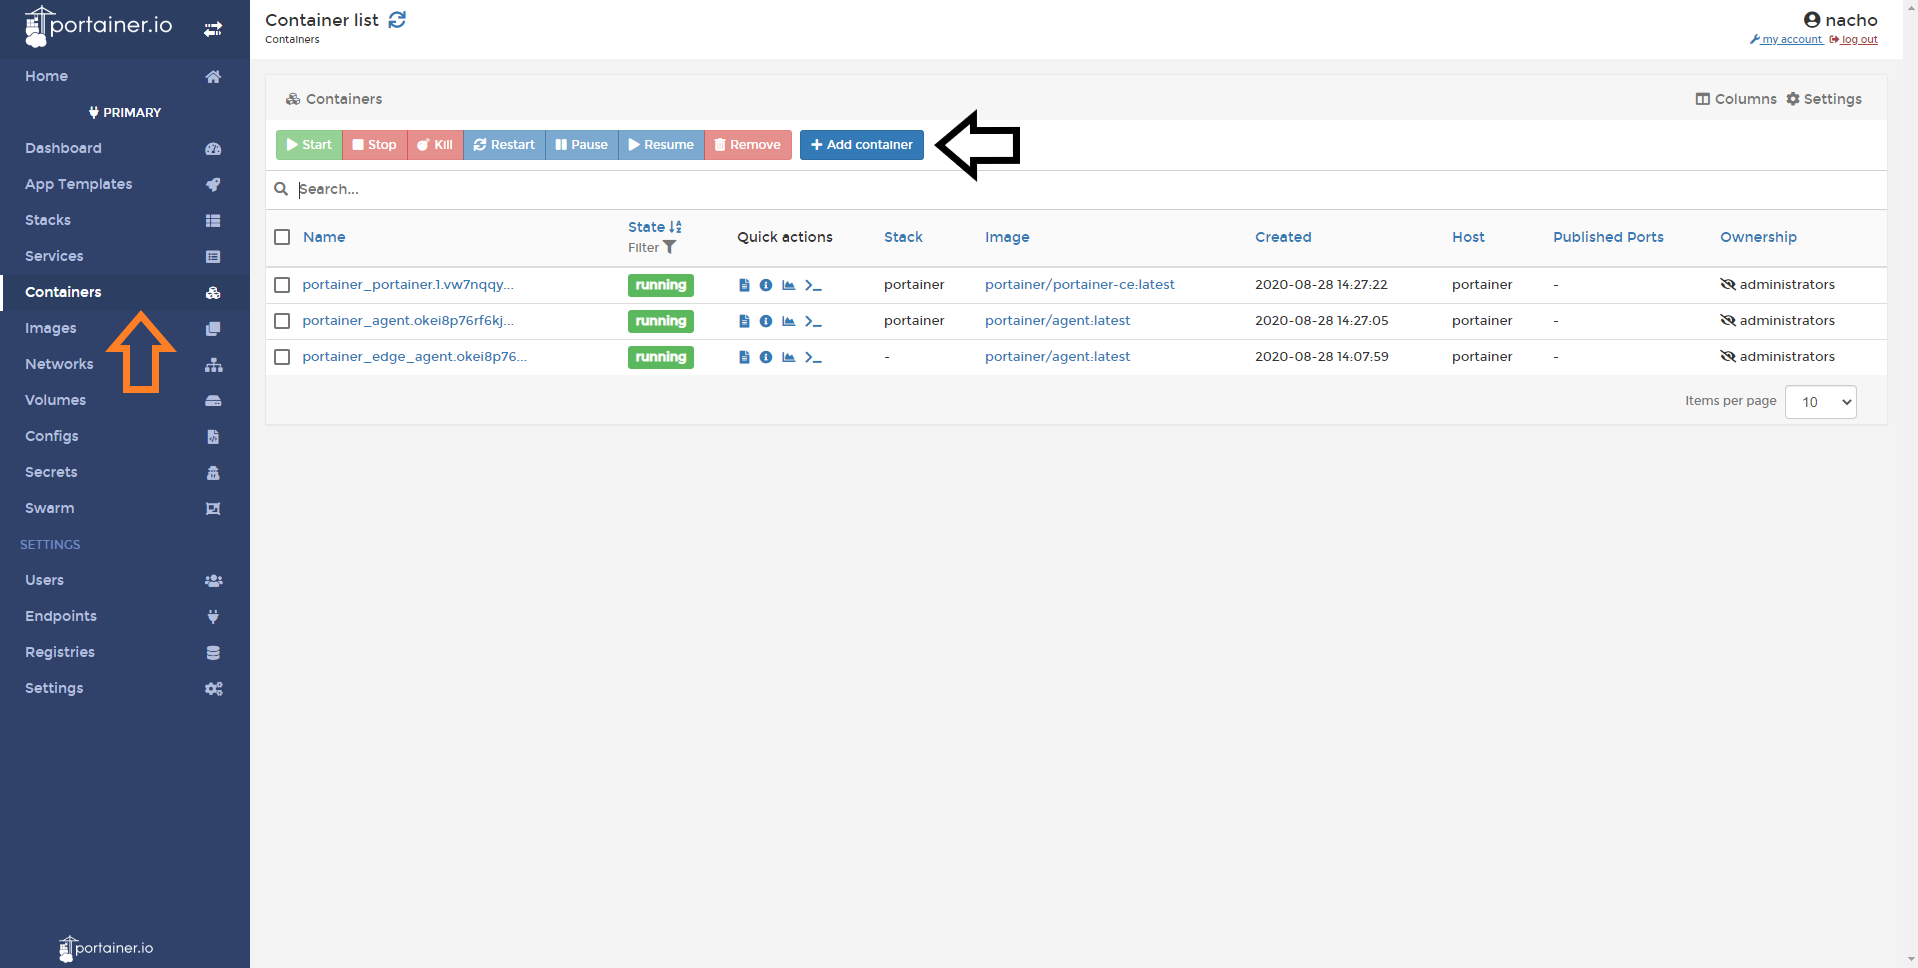 portainer.io
Home
PRIMARY
Dashboard
App Templates
Stacks
Services
Containers
Images
Networks
Volumes
Configs
Secrets
Swarm
SETTINGS
Users
Endpoints
Registries
Settings
portainer.io
Container list
Containers
nacho
my account log out
Containers
Columns Settings
Start Stop Kill Restart Pause Resume Remove Add container
Search...
Name State Filter Quick actions Stack Image Created Host Published Ports Ownership
portainer_portainer.1.vw7nqqy... running portainer portainer/portainer-ce:latest 2020-08-28 14:27:22 portainer - administrators
portainer_agent.okei8p76rf6kj... running portainer portainer/agent:latest 2020-08-28 14:27:05 portainer - administrators
portainer_edge_agent.okei8p76... running - portainer/agent:latest 2020-08-28 14:07:59 portainer - administrators
Items per page 10